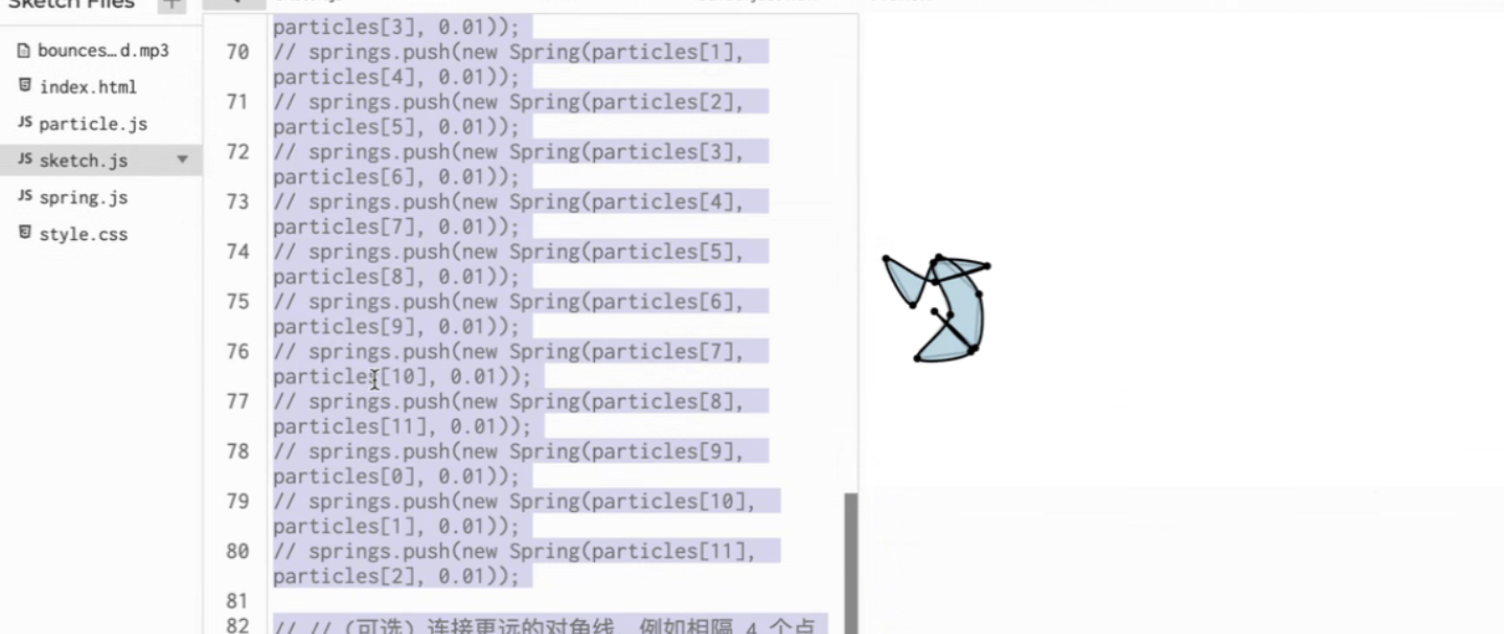 Sketch Files
+
bounces…d.mp3
index.html
JS particle.js
JS sketch.js
JS spring.js
style.css
particles[3], 0.01));
70 // springs.push(new Spring(particles[1],
particles[4], 0.01));
71 // springs.push(new Spring(particles[2],
particles[5], 0.01));
72 // springs.push(new Spring(particles[3],
particles[6], 0.01));
73 // springs.push(new Spring(particles[4],
particles[7], 0.01));
74 // springs.push(new Spring(particles[5],
particles[8], 0.01));
75 // springs.push(new Spring(particles[6],
particles[9], 0.01));
76 // springs.push(new Spring(particles[7],
particles[10], 0.01));
77 // springs.push(new Spring(particles[8],
particles[11], 0.01));
78 // springs.push(new Spring(particles[9],
particles[0], 0.01));
79 // springs.push(new Spring(particles[10],
particles[1], 0.01));
80 // springs.push(new Spring(particles[11],
particles[2], 0.01));
81
82 // // (可选) 连接更远的对角线，例如相隔 4 个点